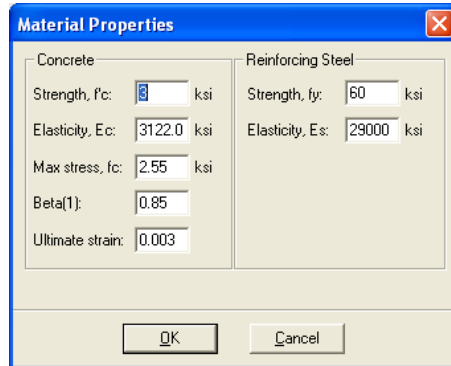 Material Properties
Concrete
Strength, f'c: 3 ksi
Elasticity, Ec: 3122.0 ksi
Max stress, fc: 2.55 ksi
Beta(1): 0.85
Ultimate strain: 0.003
Reinforcing Steel
Strength, fy: 60 ksi
Elasticity, Es: 29000 ksi
OK
Cancel